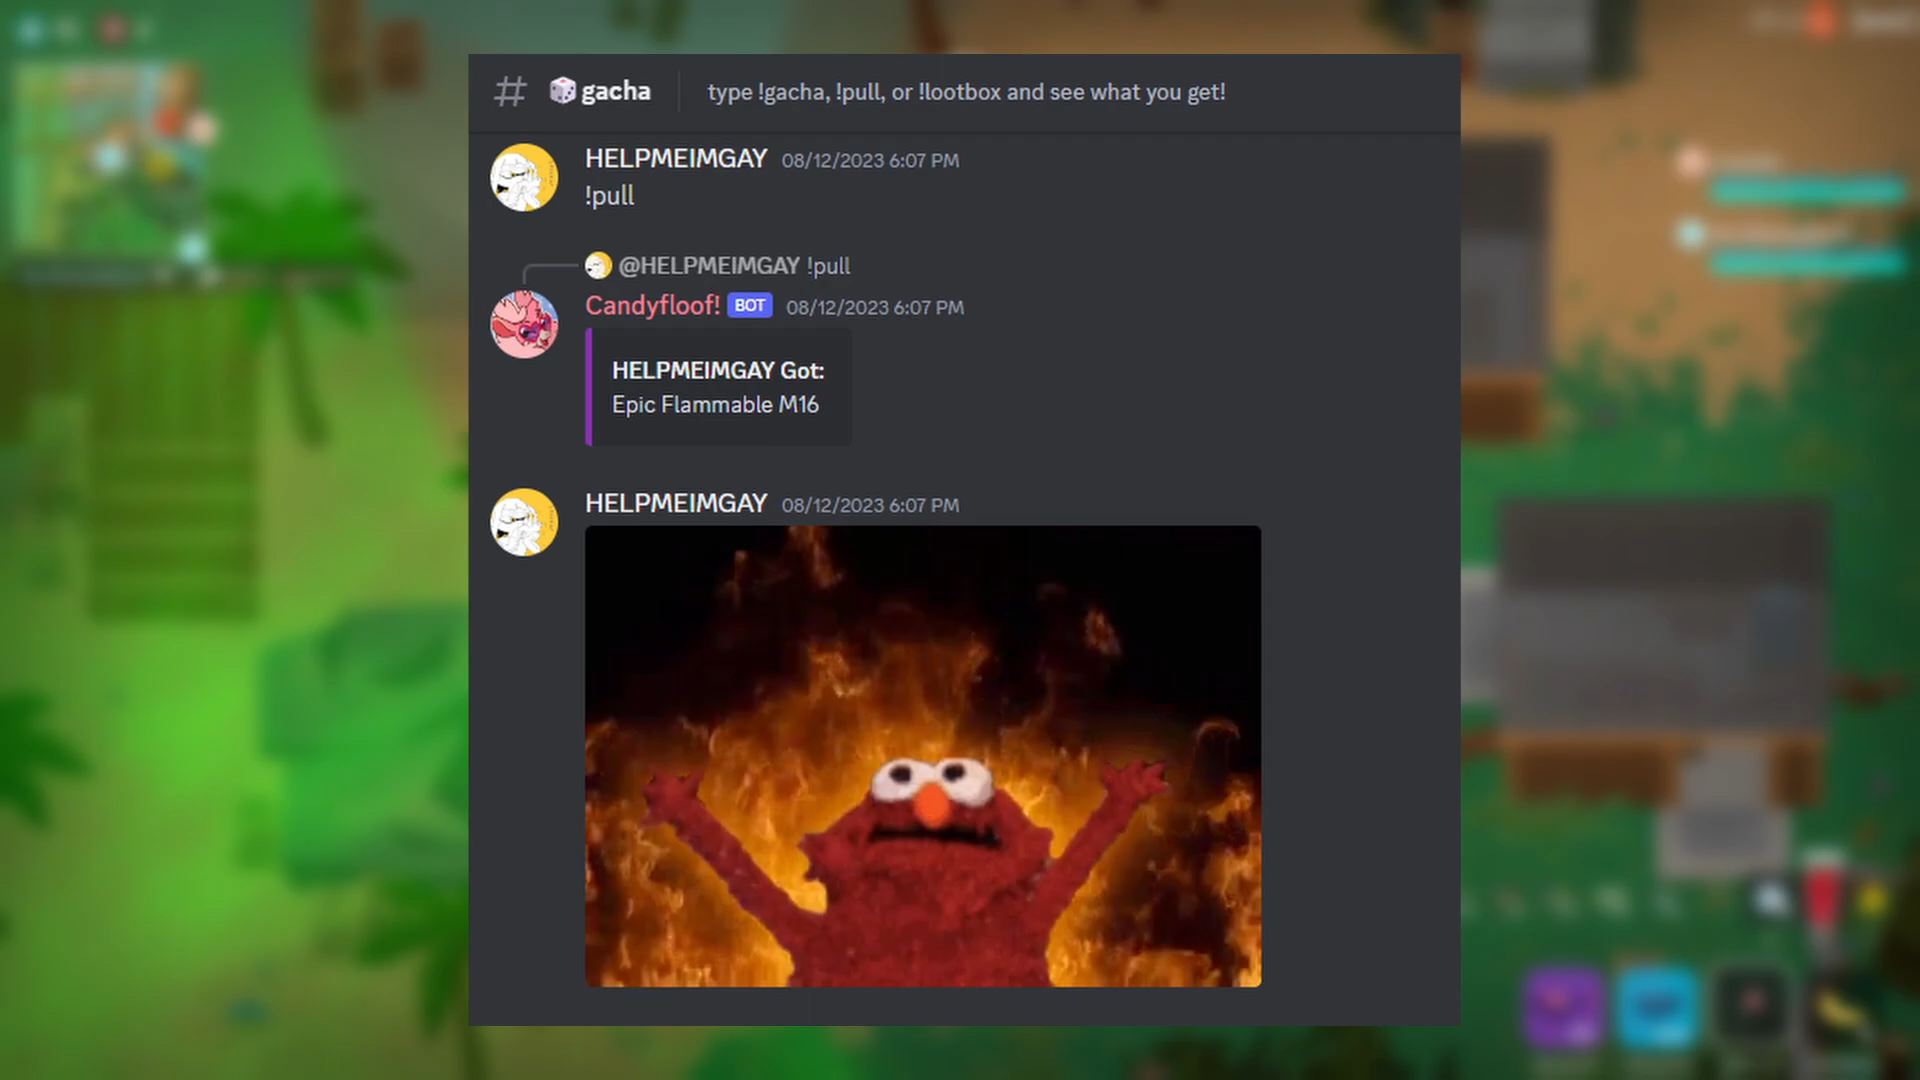 gacha
type !gacha, !pull, or !lootbox and see what you get!
HELPMEIMGAY 08/12/2023 6:07 PM
!pull
@HELPMEIMGAY !pull
Candyfloof! BOT 08/12/2023 6:07 PM
HELPMEIMGAY Got:
Epic Flammable M16
HELPMEIMGAY 08/12/2023 6:07 PM